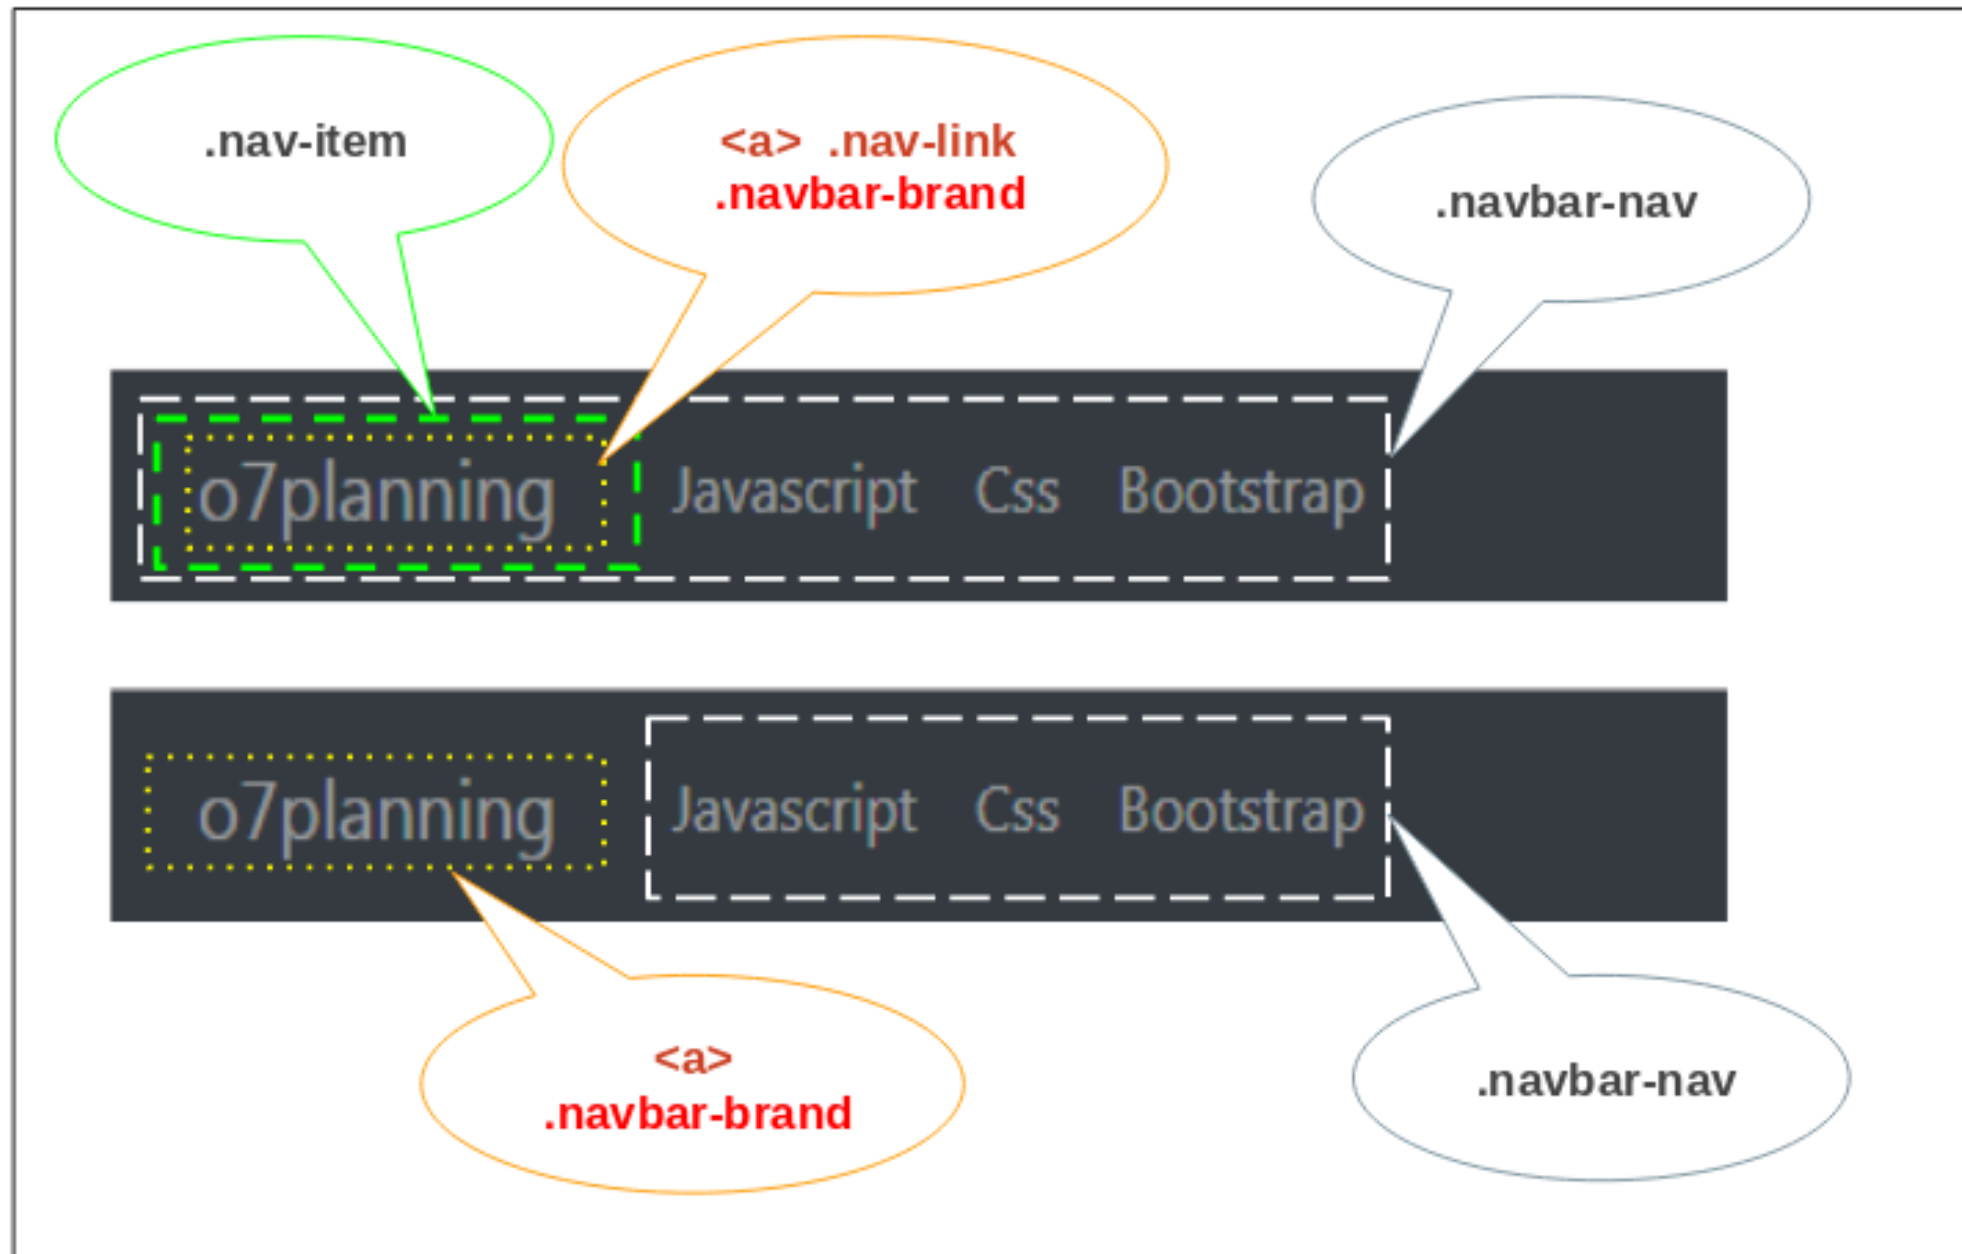 .nav-item
<a> .nav-link
.navbar-brand
.navbar-nav
o7planning Javascript Css Bootstrap
o7planning Javascript Css Bootstrap
<a>
.navbar-brand
.navbar-nav